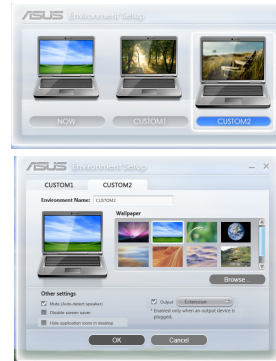 ASUS Environment Setup
NOW CUSTOM1 CUSTOM2
ASUS Environment Setup
CUSTOM1 CUSTOM2
Environment Name: CUSTOM2
Wallpaper
Browse...
Other settings
Mute (Auto-detect speaker)
Disable screen saver
Hide application icons in desktop
Output Extension
* Enabled only when an output device is
plugged.
OK Cancel